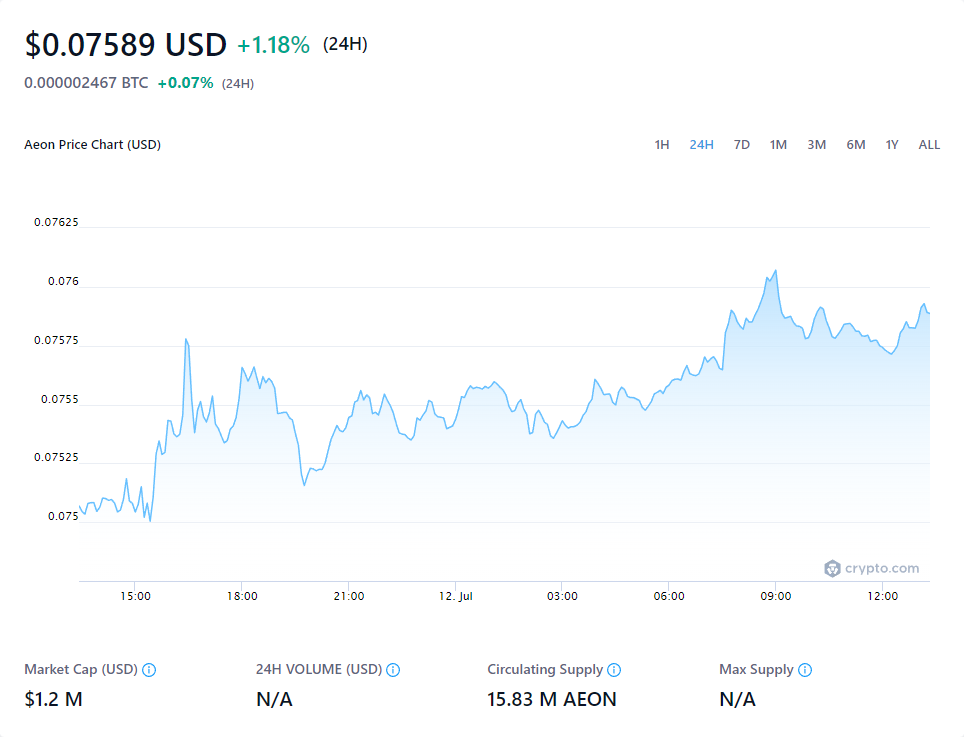 $0.07589 USD +1.18% (24H)
0.000002467 BTC +0.07% (24H)
Aeon Price Chart (USD) 1H 24H 7D 1M 3M 6M 1Y ALL
0.07625
0.076
0.07575
0.0755
0.07525
0.075
crypto.com
15:00 18:00 21:00 12. Jul 03:00 06:00 09:00 12:00
Market Cap (USD) 24H VOLUME (USD) Circulating Supply Max Supply
$1.2 M N/A 15.83 M AEON N/A